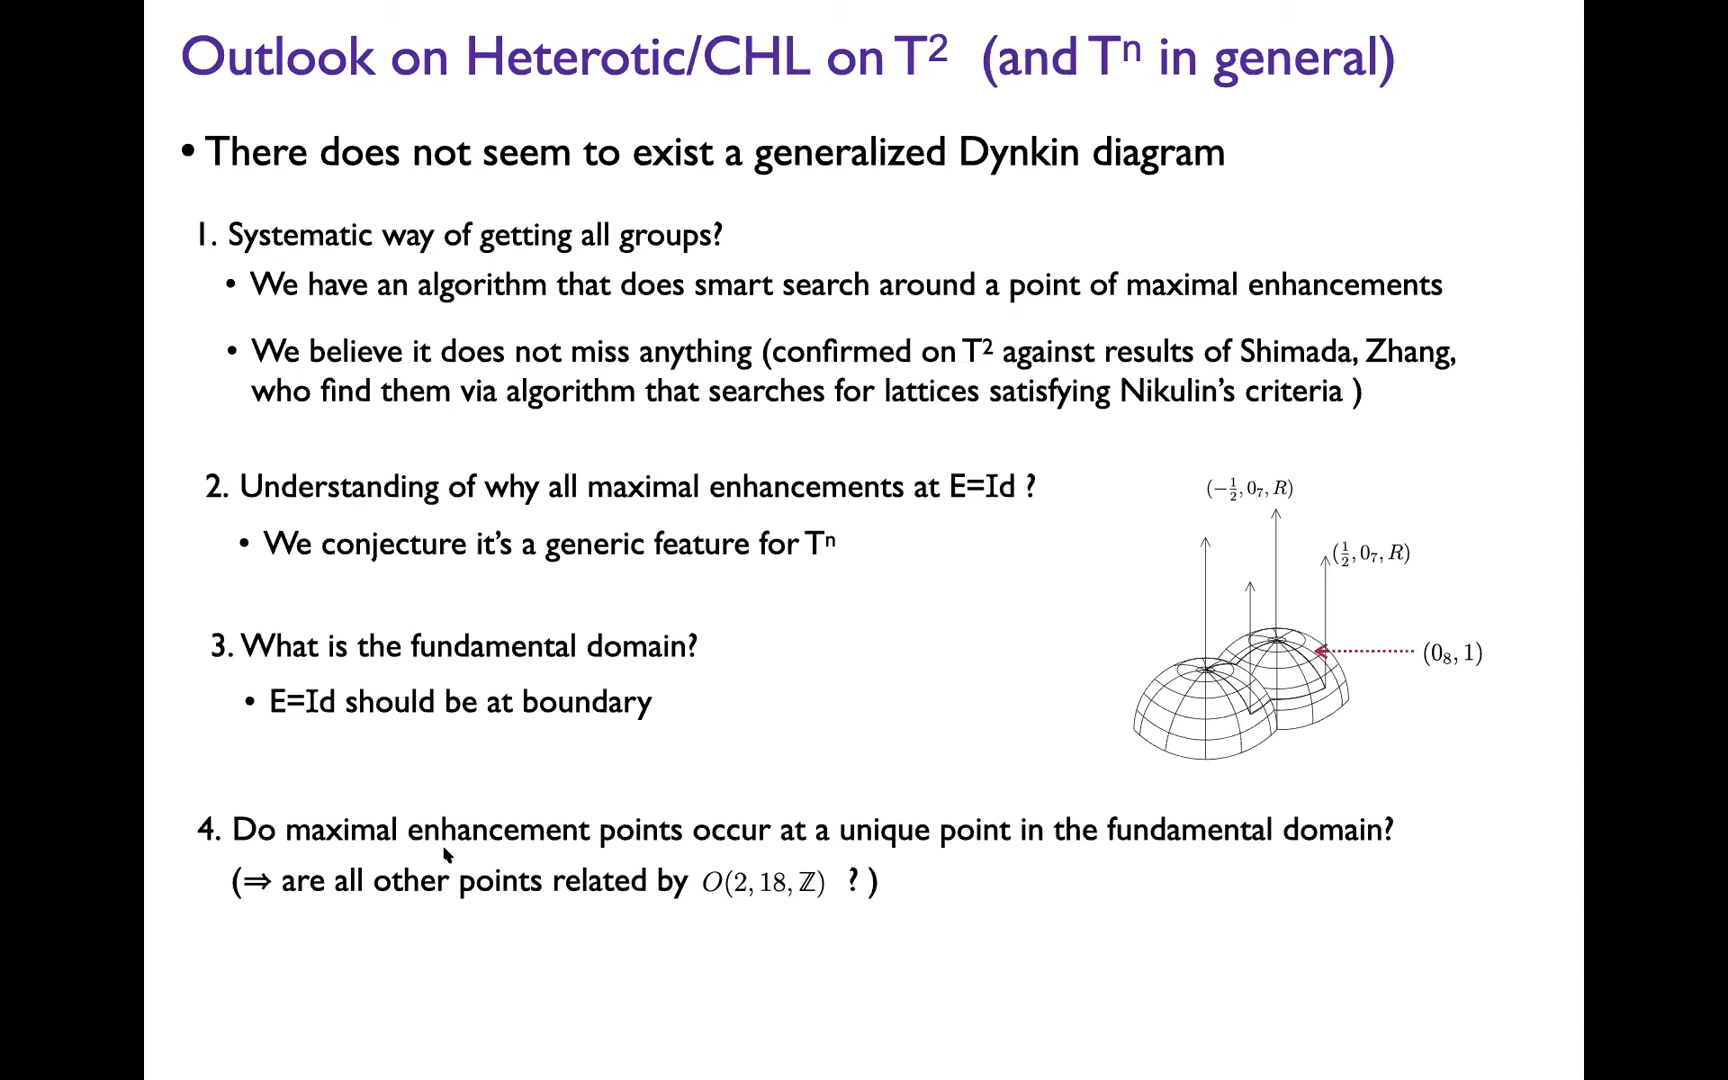 Outlook on Heterotic/CHL on T² (and Tⁿ in general)
• There does not seem to exist a generalized Dynkin diagram
1. Systematic way of getting all groups?
• We have an algorithm that does smart search around a point of maximal enhancements
• We believe it does not miss anything (confirmed on T² against results of Shimada, Zhang,
who find them via algorithm that searches for lattices satisfying Nikulin's criteria )
2. Understanding of why all maximal enhancements at E=Id ?
• We conjecture it's a generic feature for Tⁿ
(−½, 0₇, R)
(½, 0₇, R)
(0₈, 1)
3. What is the fundamental domain?
• E=Id should be at boundary
4. Do maximal enhancement points occur at a unique point in the fundamental domain?
(⇒ are all other points related by O(2, 18, ℤ) ? )